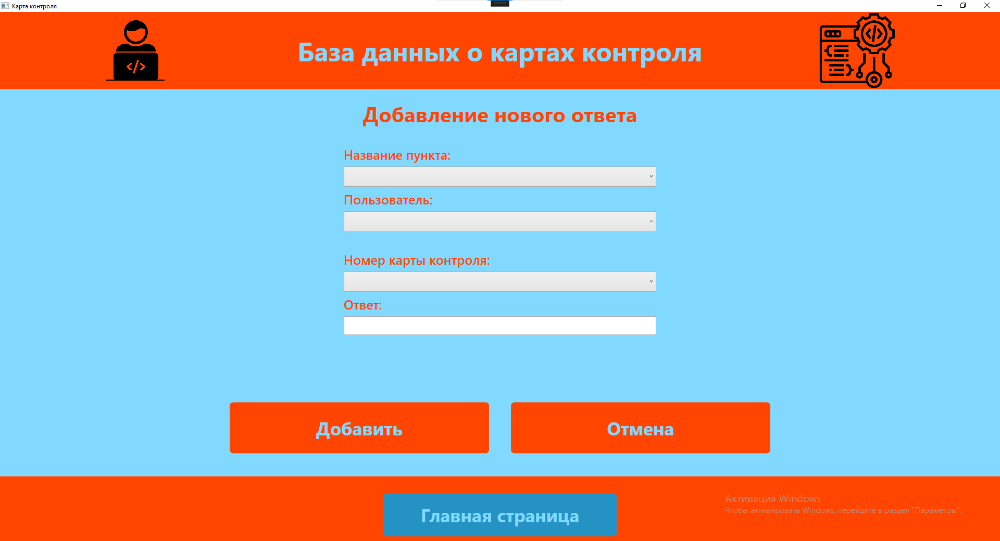 Карта контроля
База данных о картах контроля
</>
</>
Добавление нового ответа
Название пункта:
Пользователь:
Номер карты контроля:
Ответ:
Добавить
Отмена
Главная страница
Активация Windows
Чтобы активировать Windows, перейдите в раздел "Параметры".